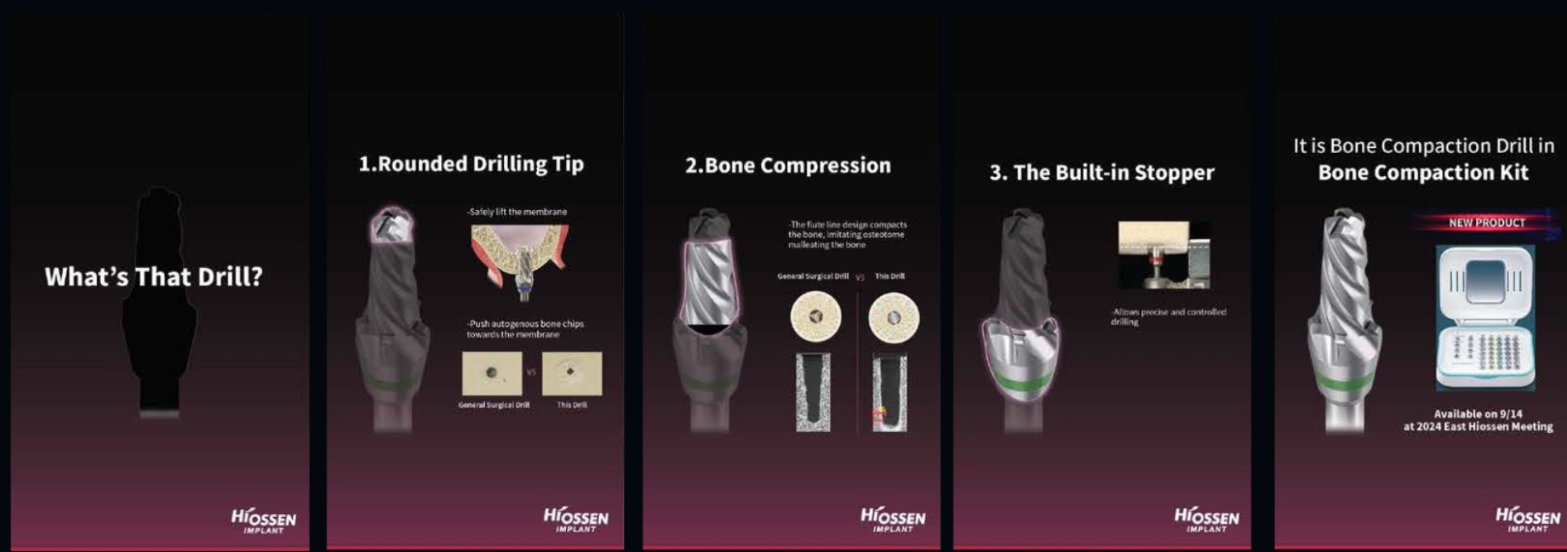 What's That Drill?
HiOSSEN
IMPLANT
1.Rounded Drilling Tip
-Safely lift the membrane
-Push autogenous bone chips
towards the membrane
VS
General Surgical Drill
This Drill
HiOSSEN
IMPLANT
2.Bone Compression
-The flute line design compacts
the bone, imitating osteotome
malleating the bone
General Surgical Drill VS This Drill
HiOSSEN
IMPLANT
3. The Built-in Stopper
-Allows precise and controlled
drilling
HiOSSEN
IMPLANT
It is Bone Compaction Drill in
Bone Compaction Kit
NEW PRODUCT
Available on 9/14
at 2024 East Hiossen Meeting
HiOSSEN
IMPLANT